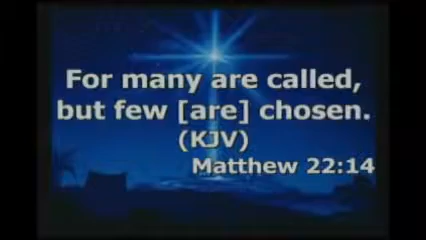 For many are called,
but few [are] chosen.
(KJV)
Matthew 22:14